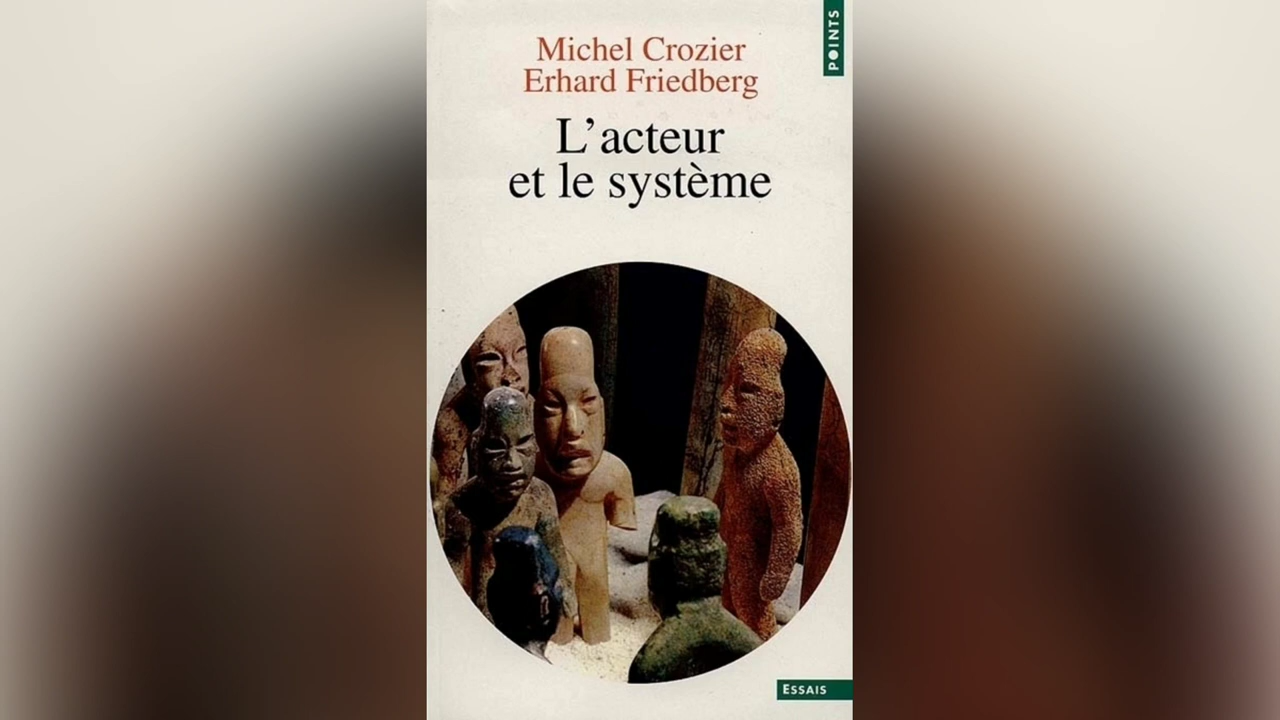 POINTS
Michel Crozier
Erhard Friedberg
L'acteur
et le système
ESSAIS